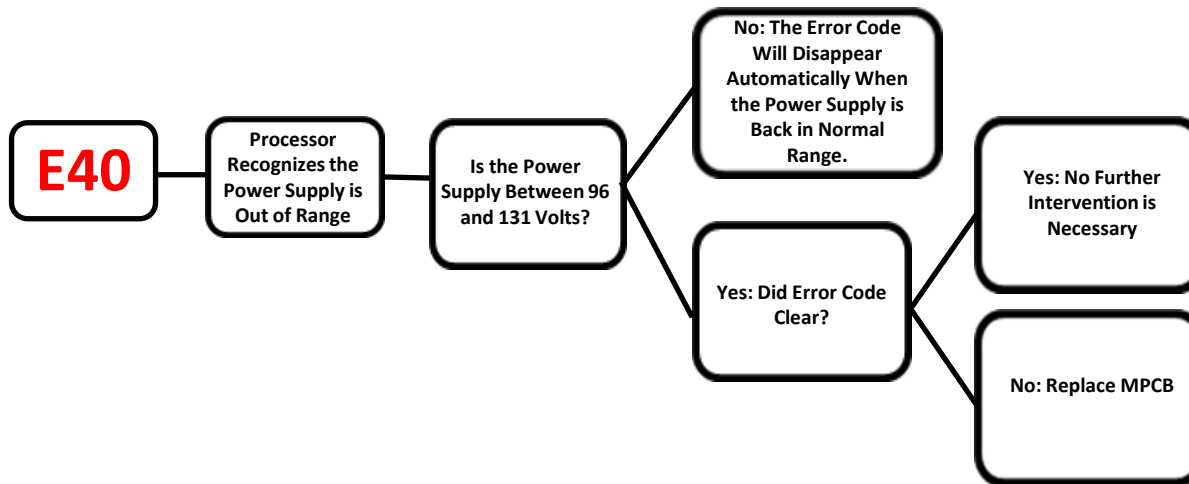 E40
Processor
Recognizes the
Power Supply is
Out of Range
Is the Power
Supply Between 96
and 131 Volts?
No: The Error Code
Will Disappear
Automatically When
the Power Supply is
Back in Normal
Range.
Yes: Did Error Code
Clear?
Yes: No Further
Intervention is
Necessary
No: Replace MPCB